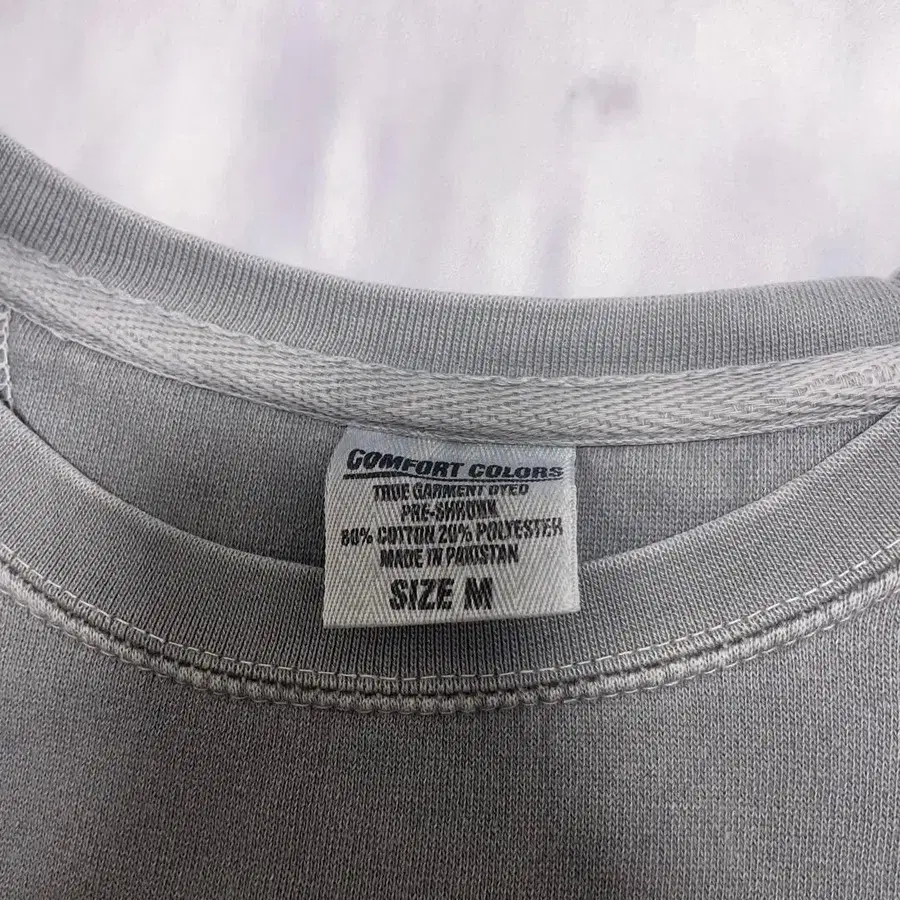 COMFORT COLORS
TRUE GARMENT DYED
PRE-SHRUNK
80% COTTON 20% POLYESTER
MADE IN PAKISTAN
SIZE M